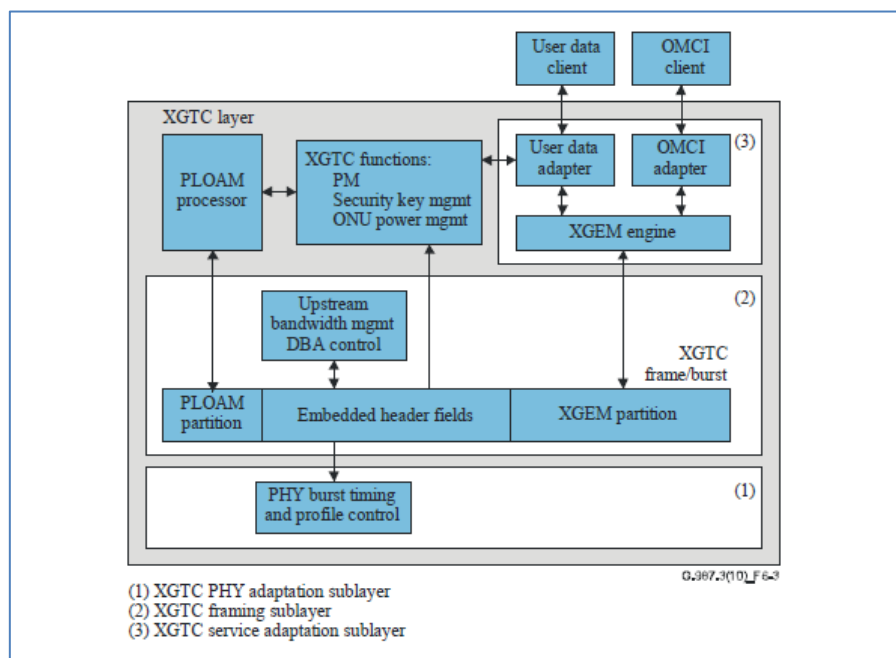 User data
client
OMCI
client
XGTC layer
(3)
PLOAM
processor
XGTC functions:
PM
Security key mgmt
ONU power mgmt
User data
adapter
OMCI
adapter
XGEM engine
(2)
Upstream
bandwidth mgmt
DBA control
XGTC
frame/burst
PLOAM
partition
Embedded header fields
XGEM partition
(1)
PHY burst timing
and profile control
G.987.3(10)_F6-3
(1) XGTC PHY adaptation sublayer
(2) XGTC framing sublayer
(3) XGTC service adaptation sublayer